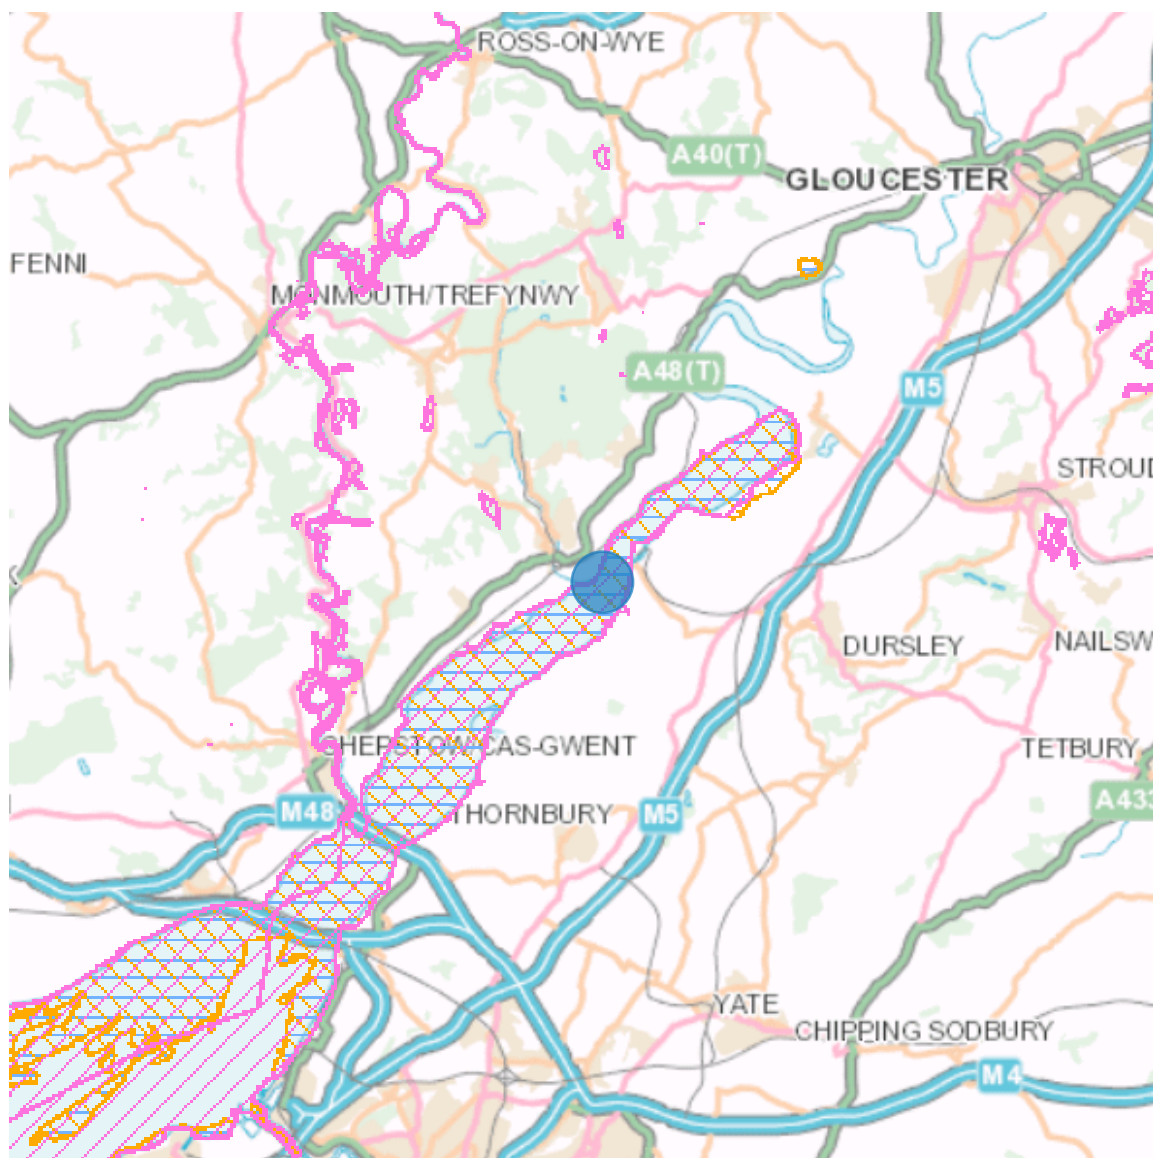 ROSS-ON-WYE
A40(T)
GLOUCESTER
FENNI
MONMOUTH/TREFYNWY
A48(T)
M5
STROUD
DURSLEY
NAILSW
CHEPSTOW/CAS-GWENT
TETBURY
A433
M48
THORNBURY
M5
YATE
CHIPPING SODBURY
M4